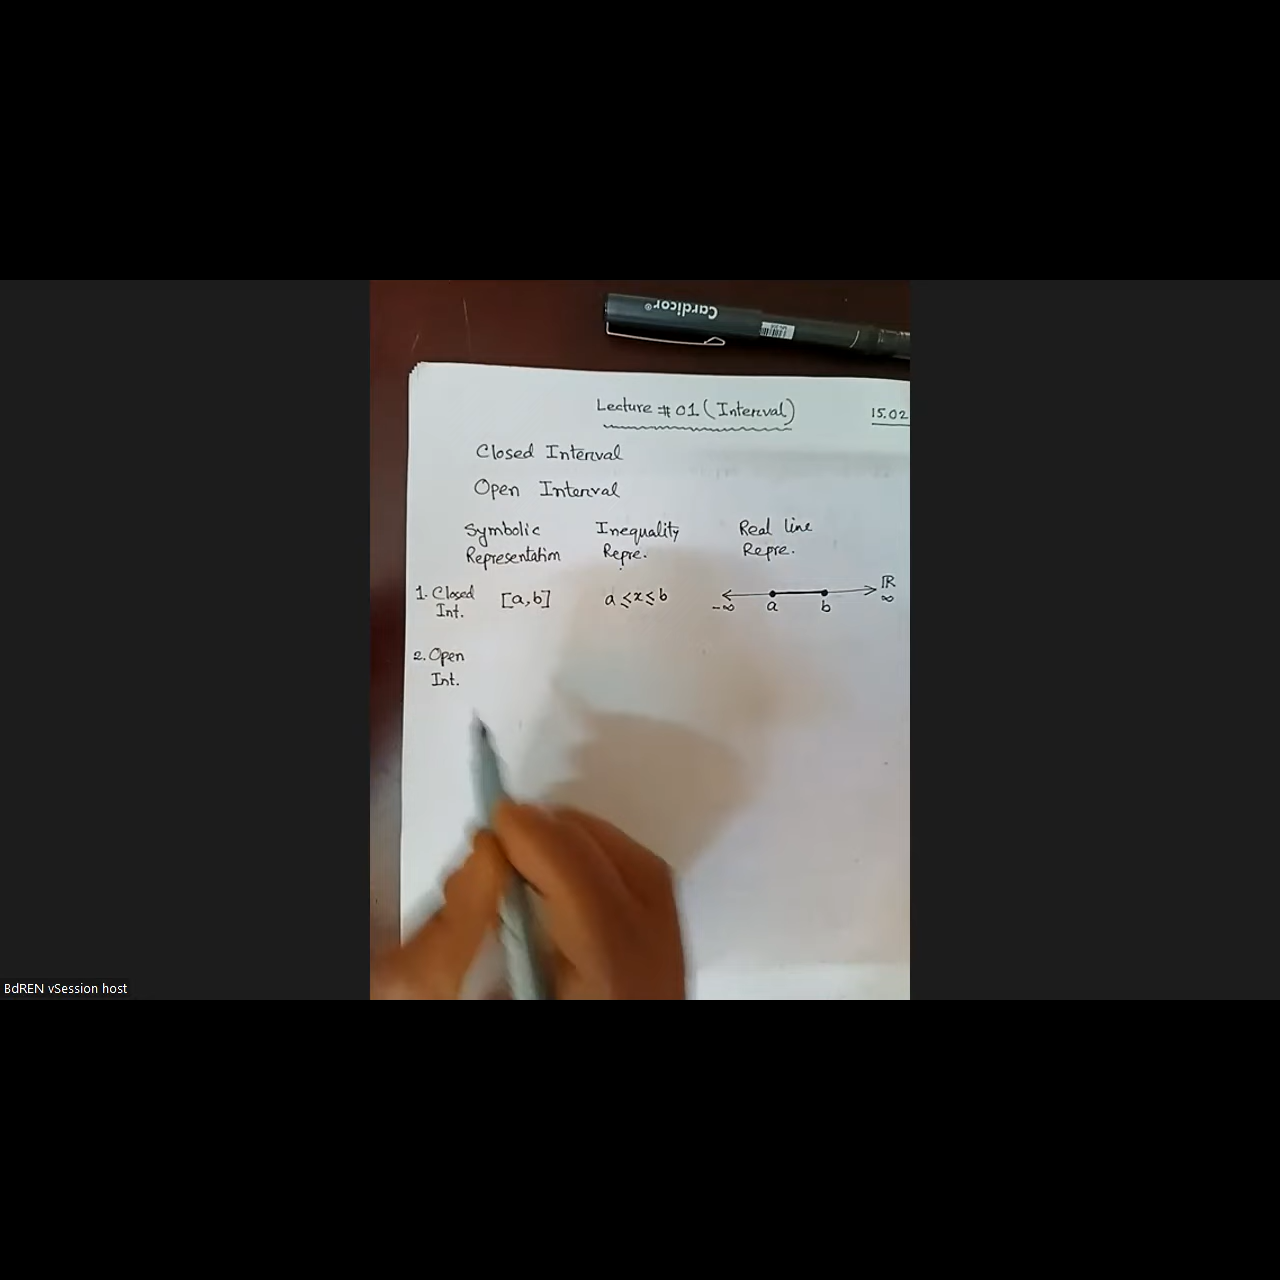 Cardicor®
Lecture # 01 (Interval)
15.02
Closed Interval
Open Interval
Symbolic Representation
Inequality Repre.
Real line Repre.
1. Closed Int.
[a,b]
a ≤ x ≤ b
-∞ a b ∞ ℝ
2. Open Int.
BdREN vSession host